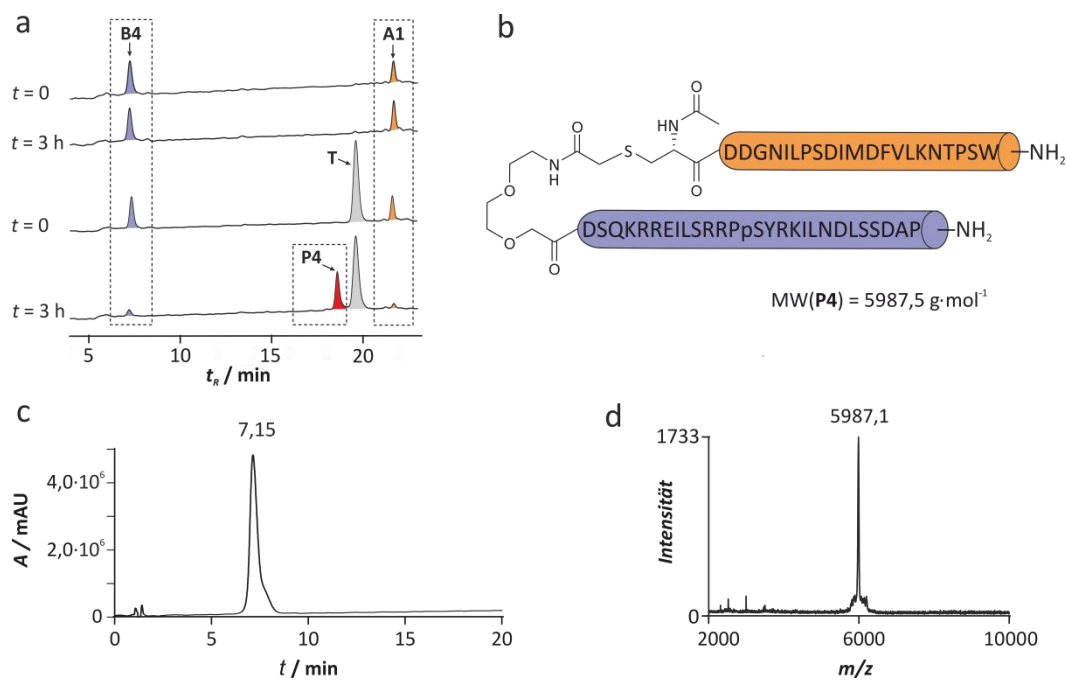 a
B4
A1
t = 0
t = 3 h
T
t = 0
P4
t = 3 h
5 10 15 20
t_R / min
b
O
HN
O
N
H
S
O
DDGNILPSDIMDFVLKNTPSW
NH₂
O
O
O
DSQKRREILSRRPpSYRKILNDLSSDAP
NH₂
MW(P4) = 5987,5 g·mol⁻¹
c
7,15
A / mAU
4,0·10⁶
2,0·10⁶
0
0 5 10 15 20
t / min
d
5987,1
1733
Intensität
0
2000 6000 10000
m/z